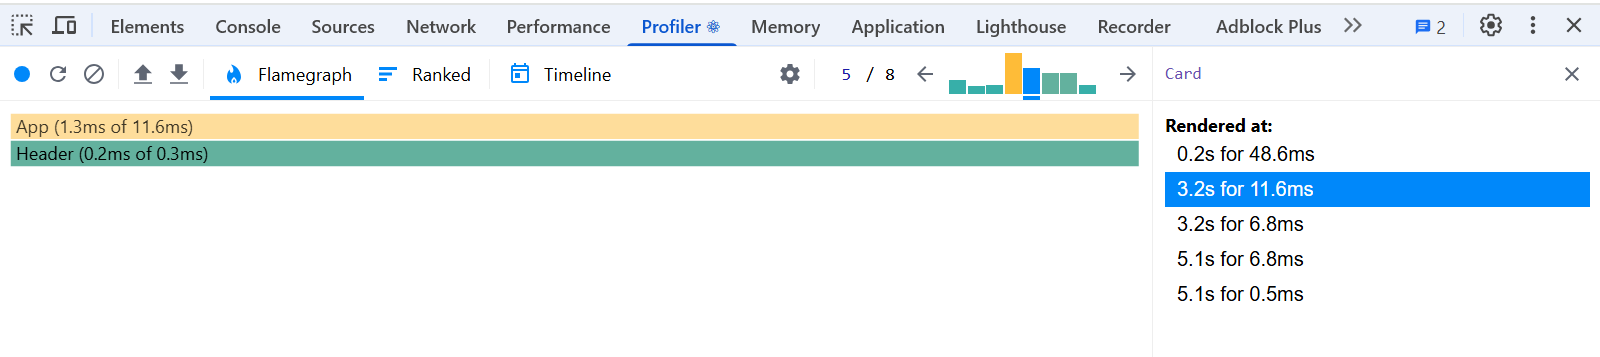 Elements Console Sources Network Performance Profiler ⚛ Memory Application Lighthouse Recorder Adblock Plus 2
Flamegraph Ranked Timeline 5 / 8 Card
App (1.3ms of 11.6ms)
Header (0.2ms of 0.3ms)
Rendered at:
0.2s for 48.6ms
3.2s for 11.6ms
3.2s for 6.8ms
5.1s for 6.8ms
5.1s for 0.5ms